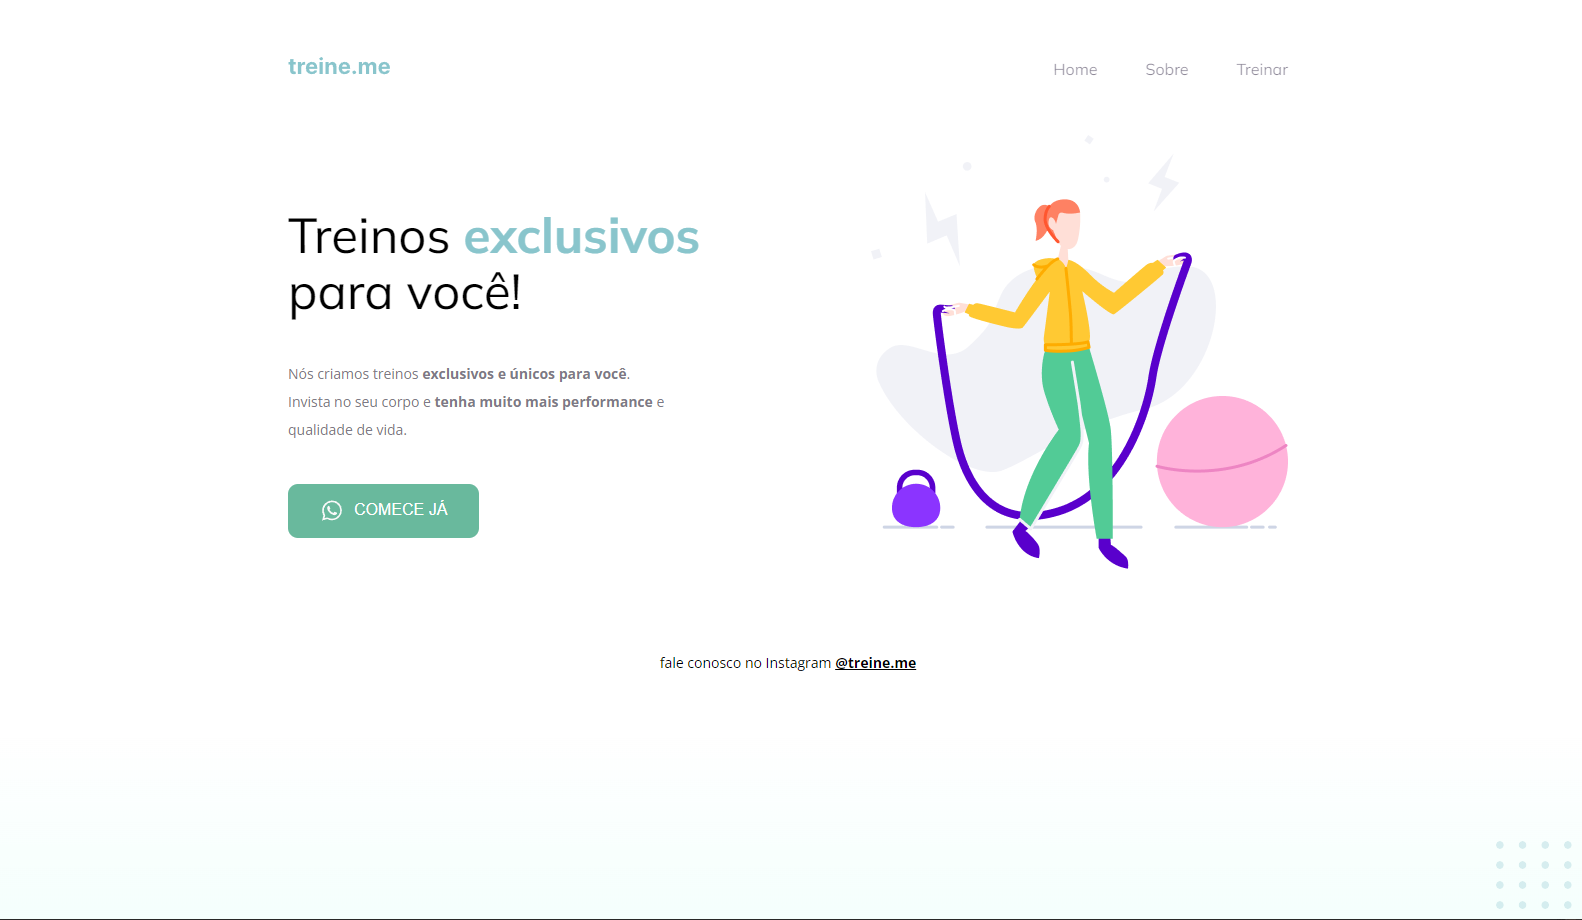 treine.me
Home
Sobre
Treinar
Treinos exclusivos
para você!
Nós criamos treinos exclusivos e únicos para você.
Invista no seu corpo e tenha muito mais performance e
qualidade de vida.
COMECE JÁ
fale conosco no Instagram @treine.me